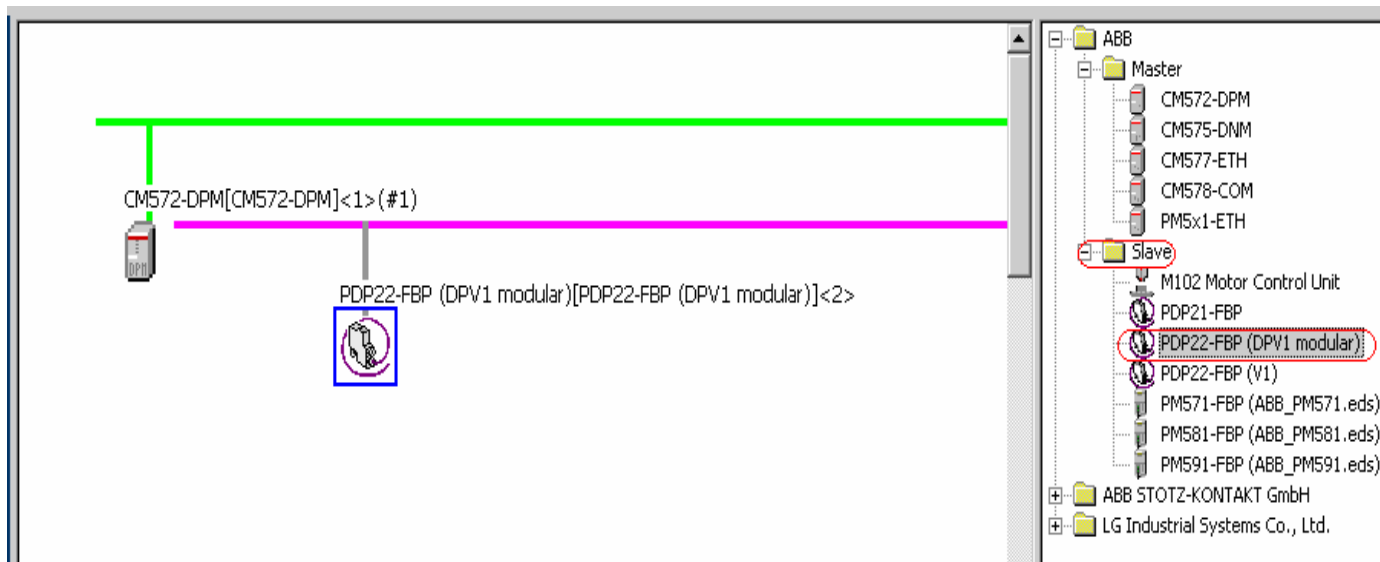 CM572-DPM[CM572-DPM]<1>(#1)
DPM
PDP22-FBP (DPV1 modular)[PDP22-FBP (DPV1 modular)]<2>
ABB
Master
CM572-DPM
CM575-DNM
CM577-ETH
CM578-COM
PM5x1-ETH
Slave
M102 Motor Control Unit
PDP21-FBP
PDP22-FBP (DPV1 modular)
PDP22-FBP (V1)
PM571-FBP (ABB_PM571.eds)
PM581-FBP (ABB_PM581.eds)
PM591-FBP (ABB_PM591.eds)
ABB STOTZ-KONTAKT GmbH
LG Industrial Systems Co., Ltd.